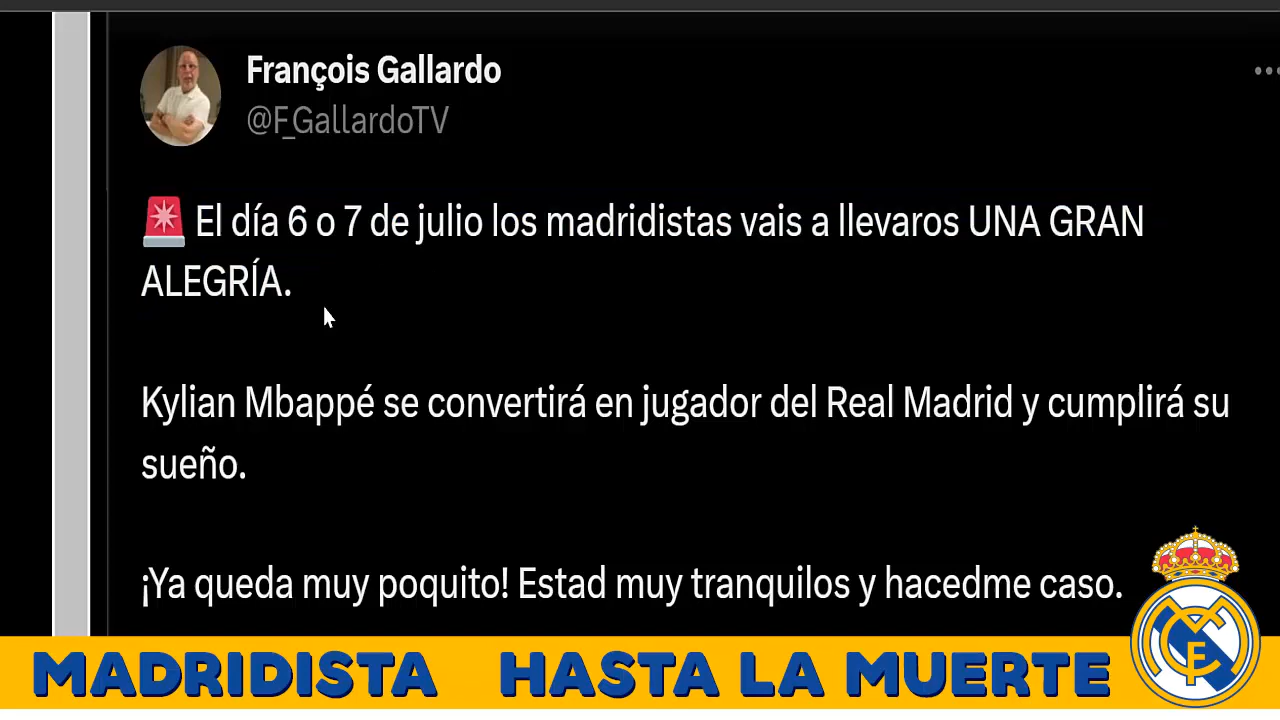 François Gallardo
@F_GallardoTV
El día 6 o 7 de julio los madridistas vais a llevaros UNA GRAN
ALEGRÍA.
Kylian Mbappé se convertirá en jugador del Real Madrid y cumplirá su
sueño.
¡Ya queda muy poquito! Estad muy tranquilos y hacedme caso.
MADRIDISTA HASTA LA MUERTE